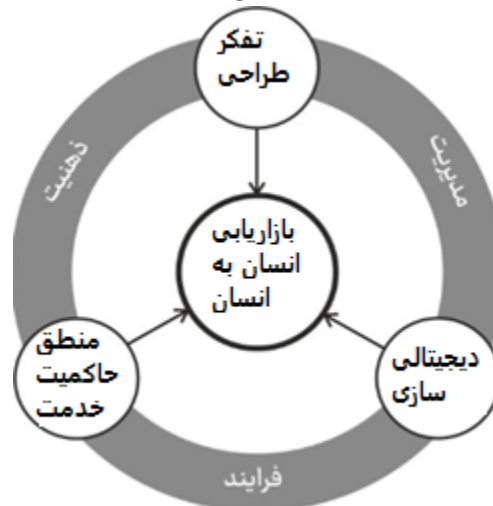 تفکر
طراحی
ذهنیت
مدیریت
بازاریابی
انسان به
انسان
منطق
حاکمیت
خدمت
دیجیتالی
سازی
فرایند